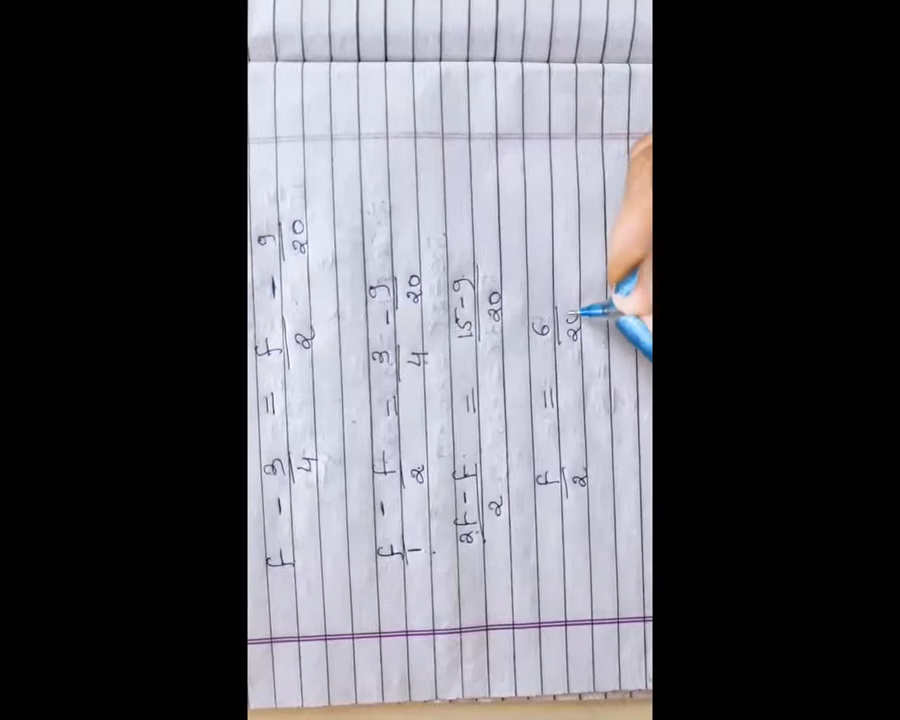 F - 3/4 = F/2 - 9/20
F/1 - F/2 = 3/4 - 9/20
2F - F/2 = 15 - 9/20
F/2 = 6/20